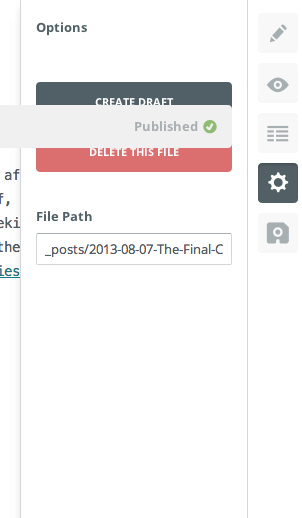 Options
CREATE DRAFT
Published
DELETE THIS FILE
af
f,
eki
the
ies
File Path
_posts/2013-08-07-The-Final-C